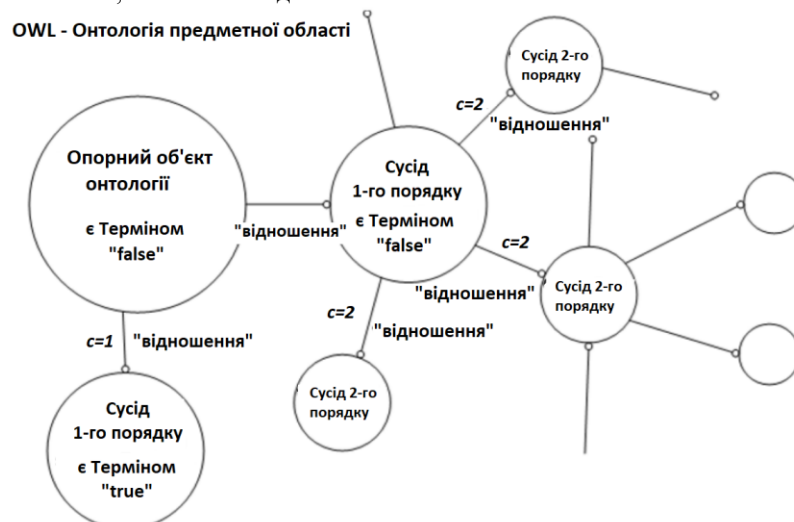 OWL - Онтологія предметної області
Сусід 2-го
порядку
c=2
"відношення"
Опорний об'єкт
онтології
є Терміном
"false"
"відношення"
Сусід
1-го порядку
є Терміном
"false"
c=2
"відношення"
Сусід 2-го
порядку
c=1 "відношення"
c=2
"відношення"
Сусід 2-го
порядку
Сусід
1-го порядку
є Терміном
"true"